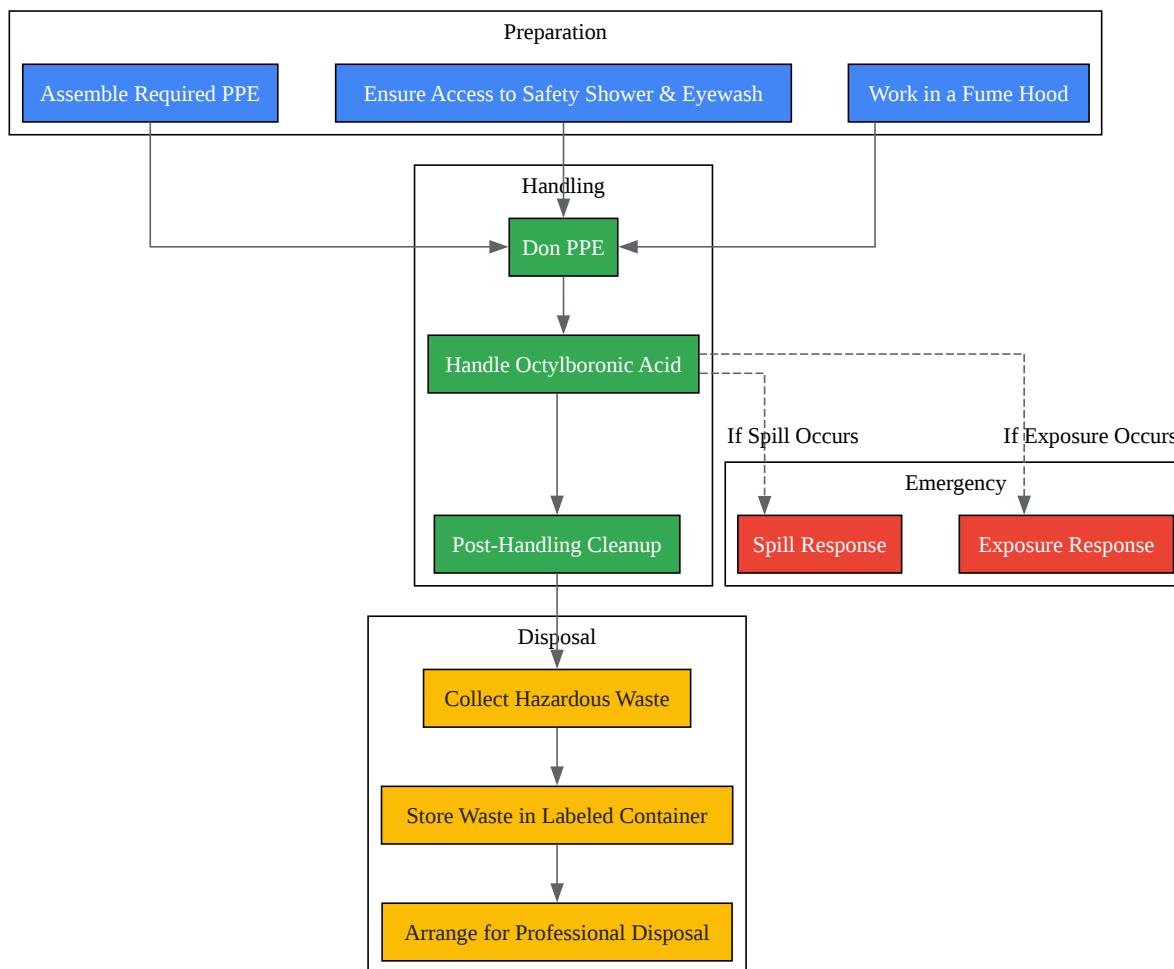 Preparation
Assemble Required PPE
Ensure Access to Safety Shower & Eyewash
Work in a Fume Hood
Handling
Don PPE
Handle Octylboronic Acid
If Spill Occurs
If Exposure Occurs
Emergency
Post-Handling Cleanup
Spill Response
Exposure Response
Disposal
Collect Hazardous Waste
Store Waste in Labeled Container
Arrange for Professional Disposal